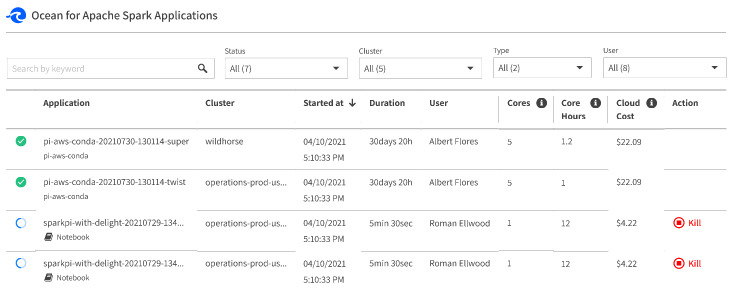 Ocean for Apache Spark Applications
Status Cluster Type User
Search by keyword All (7) All (5) All (2) All (8)
Application Cluster Started at Duration User Cores Core Hours Cloud Cost Action
pi-aws-conda-20210730-130114-super wildhorse 04/10/2021 30days 20h Albert Flores 5 1.2 $22.09
pi-aws-conda 5:10:33 PM
pi-aws-conda-20210730-130114-twist operations-prod-us... 04/10/2021 30days 20h Albert Flores 5 1 $22.09
pi-aws-conda 5:10:33 PM
sparkpi-with-delight-20210729-134... operations-prod-us... 04/10/2021 5min 30sec Roman Ellwood 1 12 $4.22 Kill
Notebook 5:10:33 PM
sparkpi-with-delight-20210729-134... operations-prod-us... 04/10/2021 5min 30sec Roman Ellwood 1 12 $4.22 Kill
Notebook 5:10:33 PM